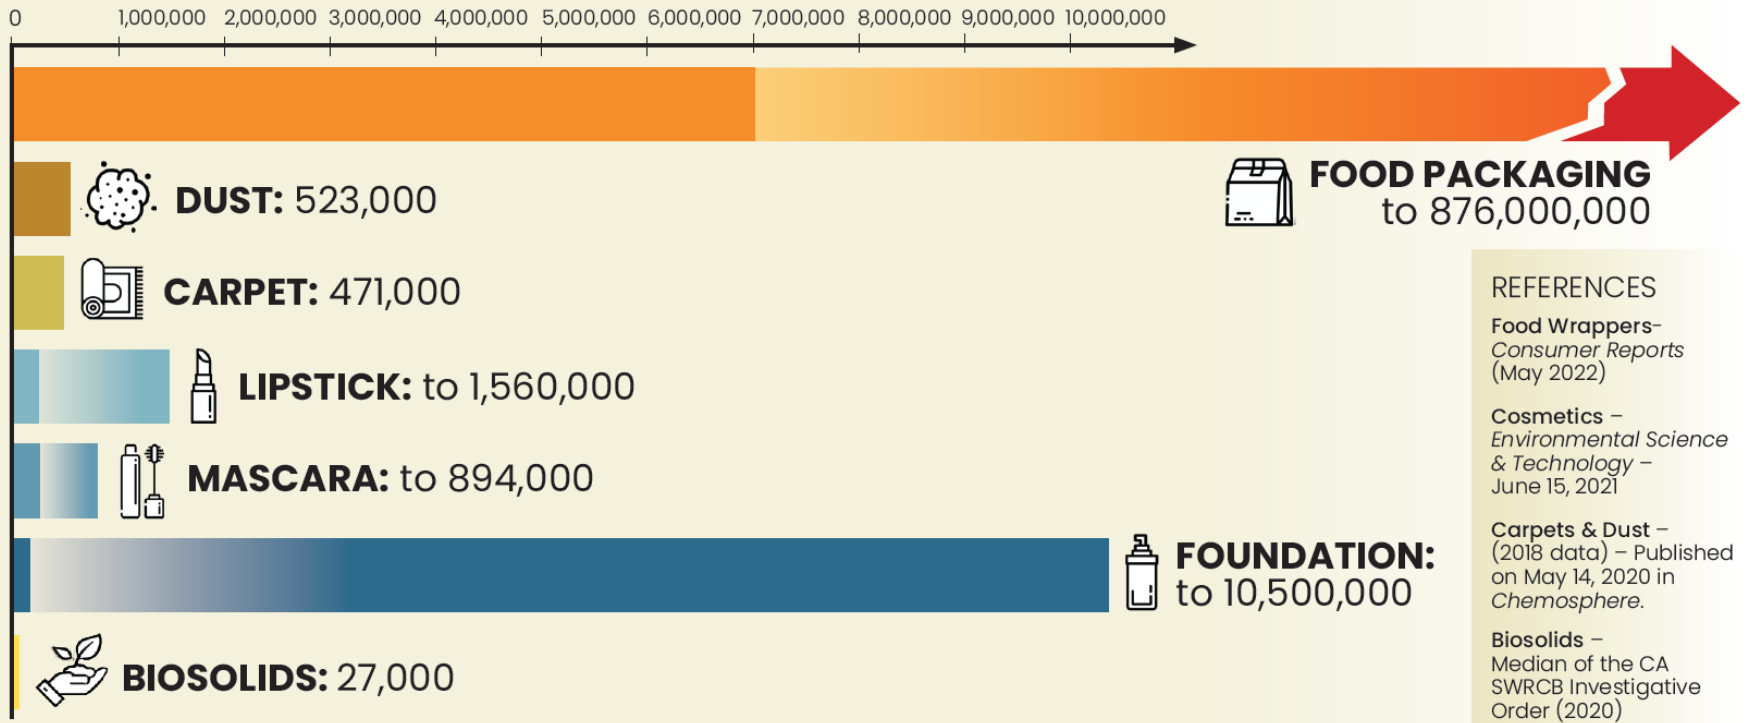 0 1,000,000 2,000,000 3,000,000 4,000,000 5,000,000 6,000,000 7,000,000 8,000,000 9,000,000 10,000,000
FOOD PACKAGING
to 876,000,000
DUST: 523,000
CARPET: 471,000
LIPSTICK: to 1,560,000
MASCARA: to 894,000
FOUNDATION:
to 10,500,000
BIOSOLIDS: 27,000
REFERENCES
Food Wrappers-
Consumer Reports
(May 2022)
Cosmetics –
Environmental Science
& Technology –
June 15, 2021
Carpets & Dust –
(2018 data) – Published
on May 14, 2020 in
Chemosphere.
Biosolids –
Median of the CA
SWRCB Investigative
Order (2020)